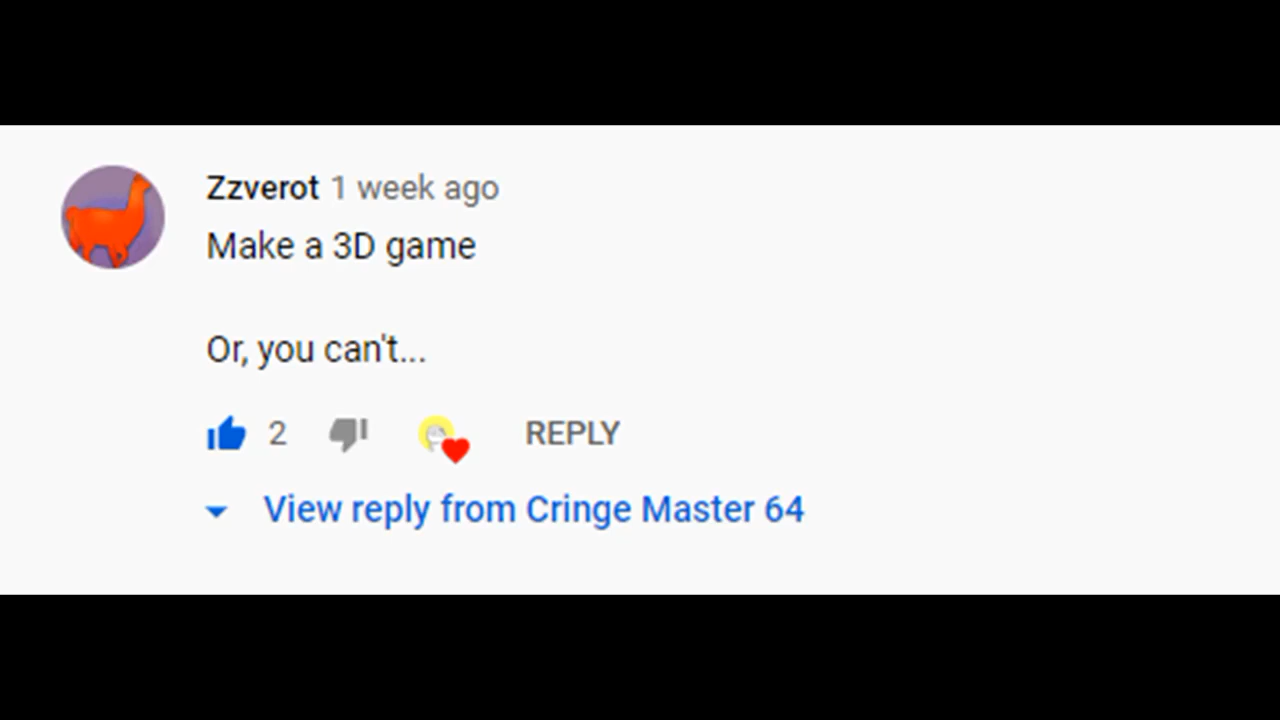 Zzverot 1 week ago
Make a 3D game
Or, you can't...
2 REPLY
View reply from Cringe Master 64